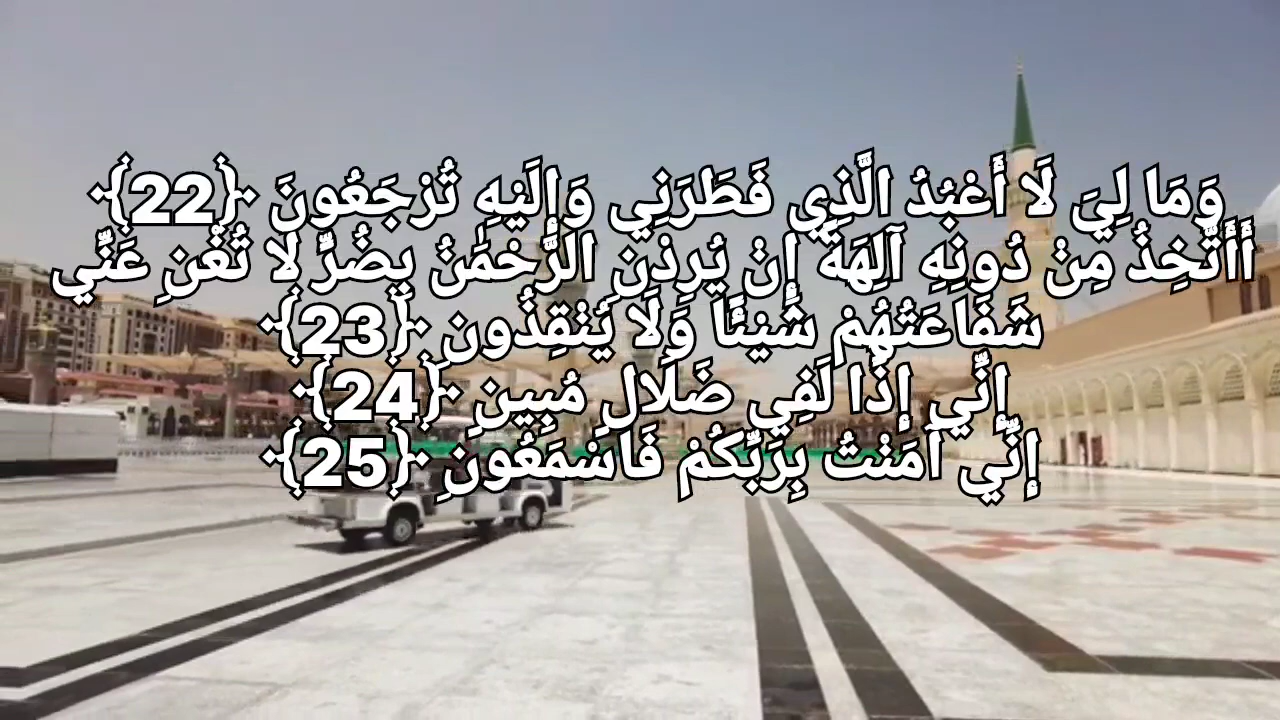 وَمَا لِيَ لَا أَعْبُدُ الَّذِي فَطَرَنِي وَإِلَيْهِ تُرْجَعُونَ ﴿22﴾
أَأَتَّخِذُ مِنْ دُونِهِ آلِهَةً إِنْ يُرِدْنِ الرَّحْمَٰنُ بِضُرٍّ لَا تُغْنِ عَنِّي
شَفَاعَتُهُمْ شَيْئًا وَلَا يُنْقِذُونِ ﴿23﴾
إِنِّي إِذًا لَفِي ضَلَالٍ مُبِينٍ ﴿24﴾
إِنِّي آمَنْتُ بِرَبِّكُمْ فَاسْمَعُونِ ﴿25﴾